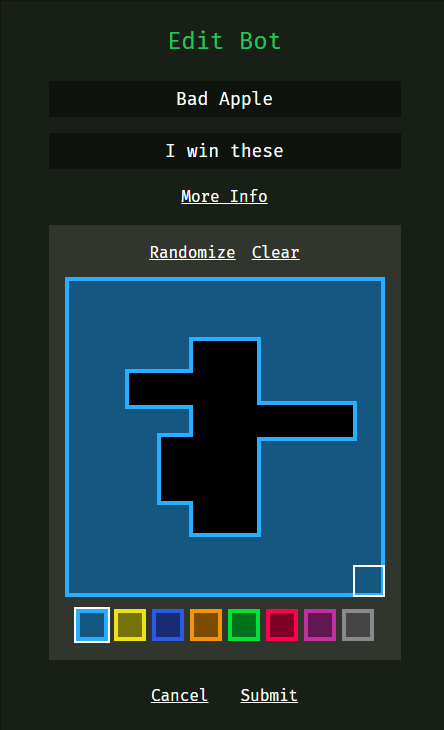 Edit Bot
Bad Apple
I win these
More Info
Randomize Clear
Cancel Submit